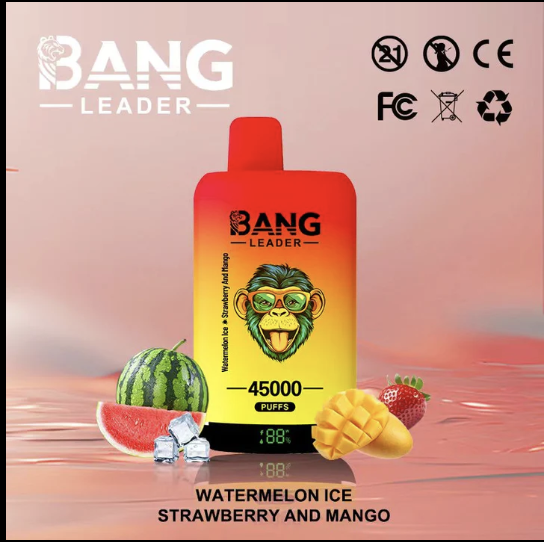 BANG
LEADER
21
CE
FC
BANG
LEADER
Watermelon Ice Strawberry And Mango
45000
PUFFS
88
WATERMELON ICE
STRAWBERRY AND MANGO